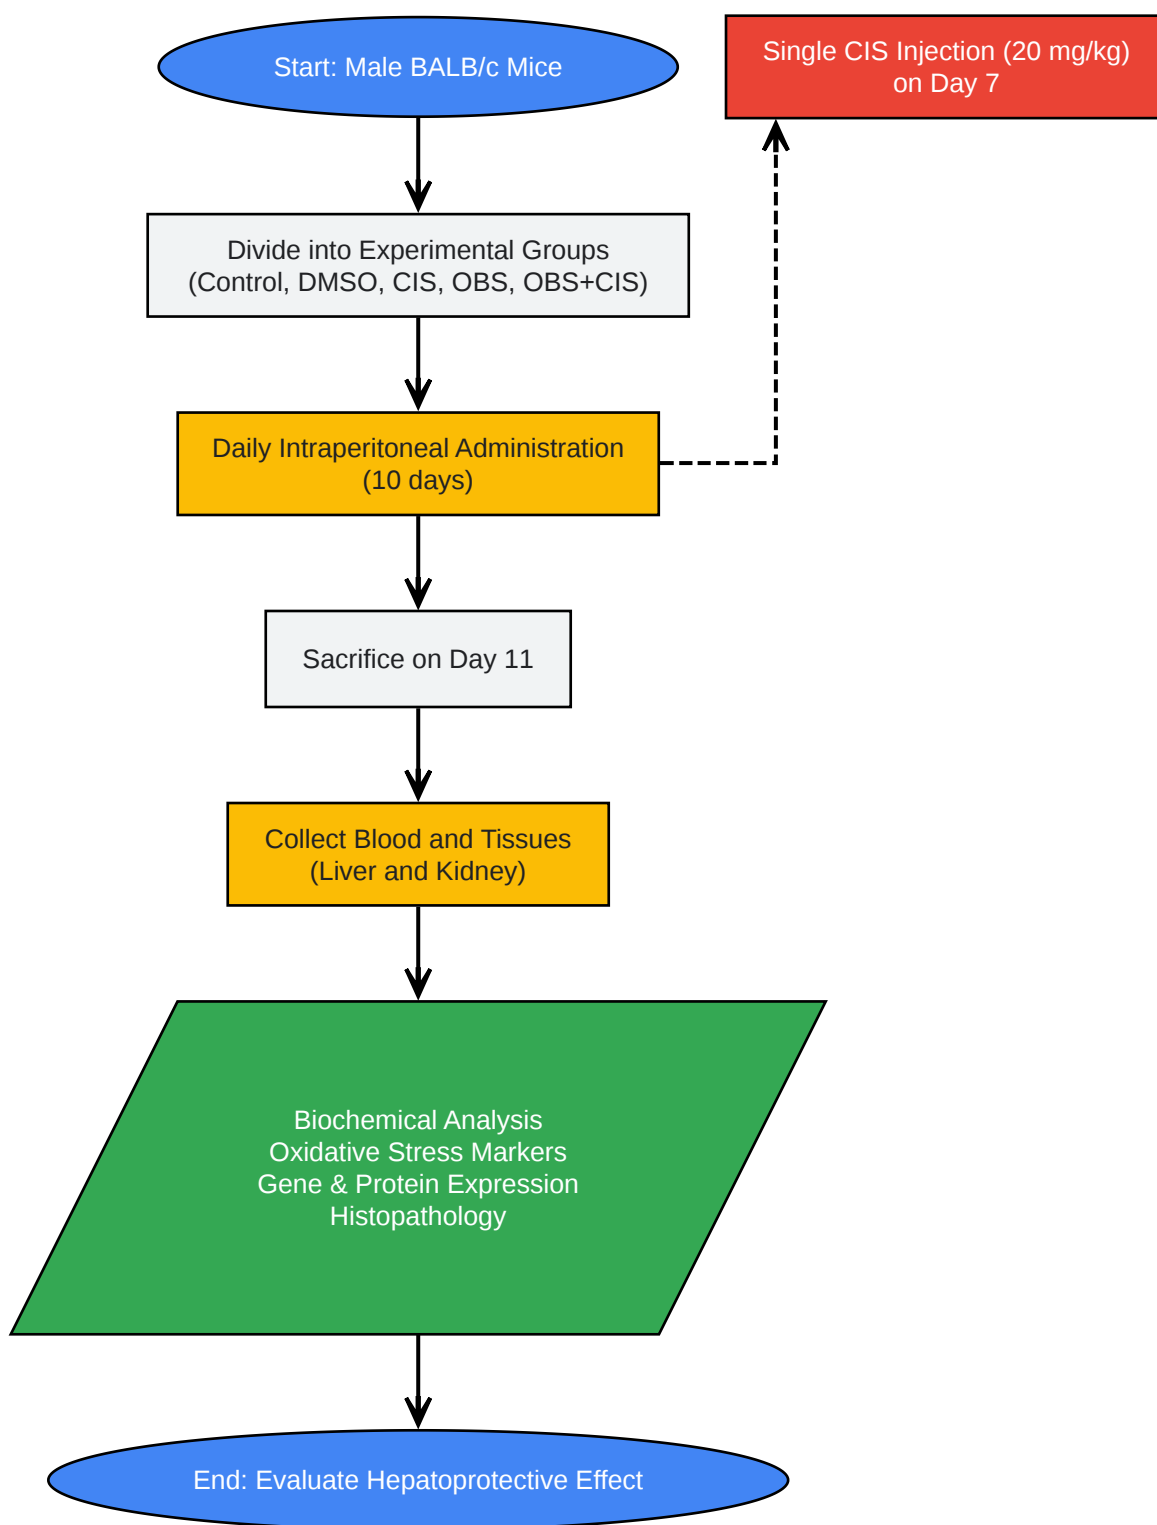 Start: Male BALB/c Mice
Single CIS Injection (20 mg/kg)
on Day 7
Divide into Experimental Groups
(Control, DMSO, CIS, OBS, OBS+CIS)
Daily Intraperitoneal Administration
(10 days)
Sacrifice on Day 11
Collect Blood and Tissues
(Liver and Kidney)
Biochemical Analysis
Oxidative Stress Markers
Gene & Protein Expression
Histopathology
End: Evaluate Hepatoprotective Effect